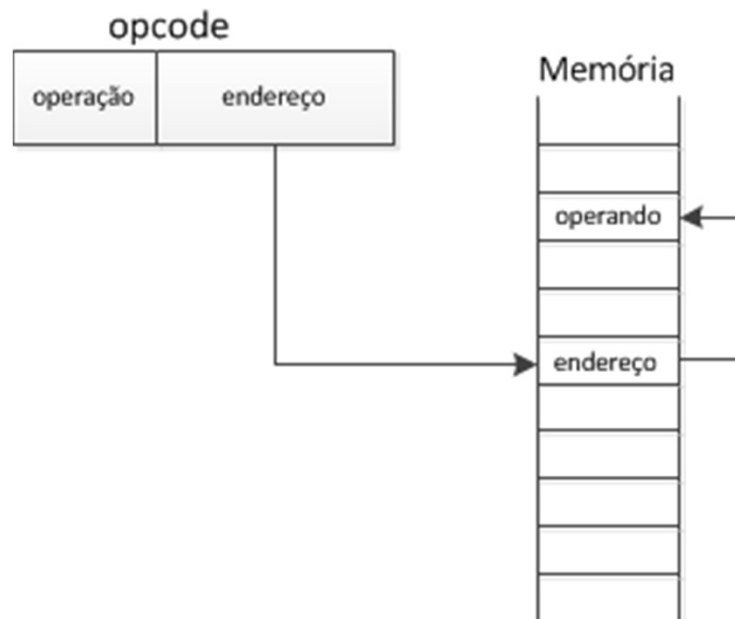 opcode
operação
endereço
Memória
operando
endereço